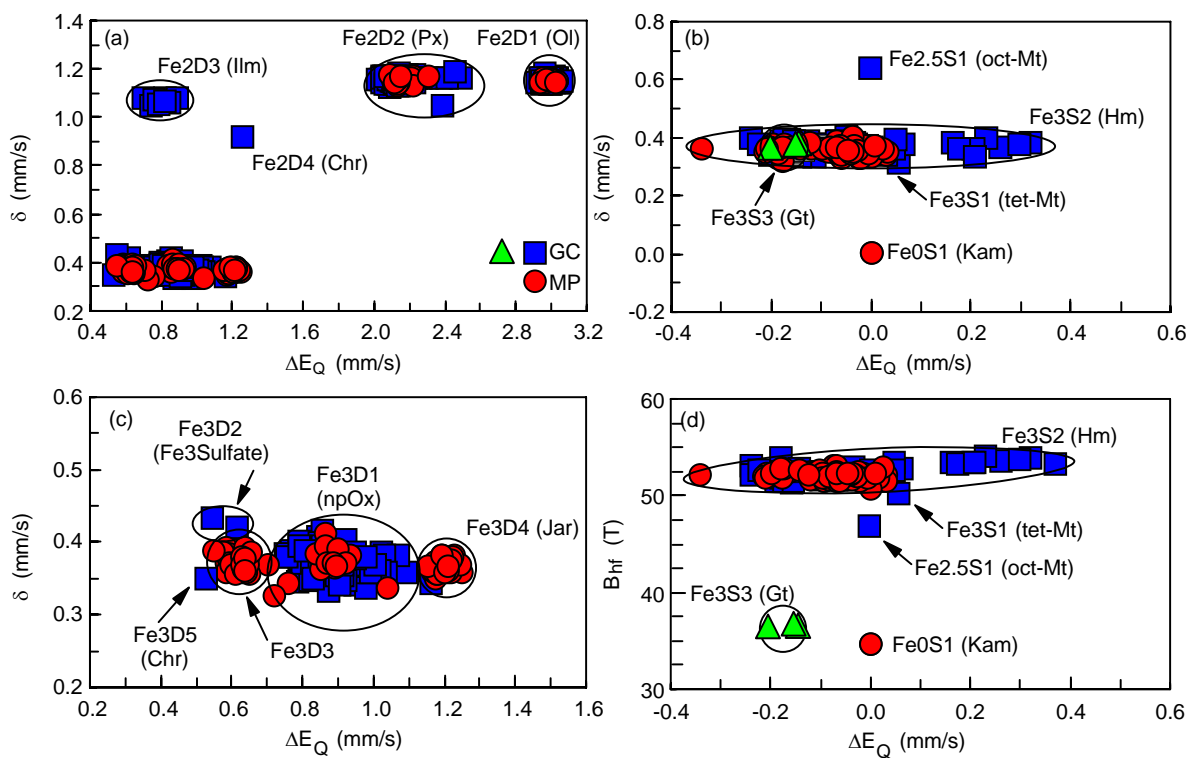 (a)
1.4
1.2
1.0
0.8
0.6
0.4
0.2
δ (mm/s)
Fe2D3 (Ilm)
Fe2D2 (Px)
Fe2D1 (Ol)
Fe2D4 (Chr)
GC
MP
0.4 0.8 1.2 1.6 2.0 2.4 2.8 3.2
ΔEQ (mm/s)
(b)
0.8
0.6
0.4
0.2
0.0
-0.2
δ (mm/s)
Fe2.5S1 (oct-Mt)
Fe3S2 (Hm)
Fe3S1 (tet-Mt)
Fe3S3 (Gt)
Fe0S1 (Kam)
-0.4 -0.2 0.0 0.2 0.4 0.6
ΔEQ (mm/s)
(c)
0.6
0.5
0.4
0.3
0.2
δ (mm/s)
Fe3D2
(Fe3Sulfate)
Fe3D1
(npOx)
Fe3D4 (Jar)
Fe3D5
(Chr)
Fe3D3
0.2 0.4 0.6 0.8 1.0 1.2 1.4 1.6
ΔEQ (mm/s)
(d)
60
50
40
30
Bhf (T)
Fe3S2 (Hm)
Fe3S1 (tet-Mt)
Fe2.5S1 (oct-Mt)
Fe3S3 (Gt)
Fe0S1 (Kam)
-0.4 -0.2 0.0 0.2 0.4 0.6
ΔEQ (mm/s)